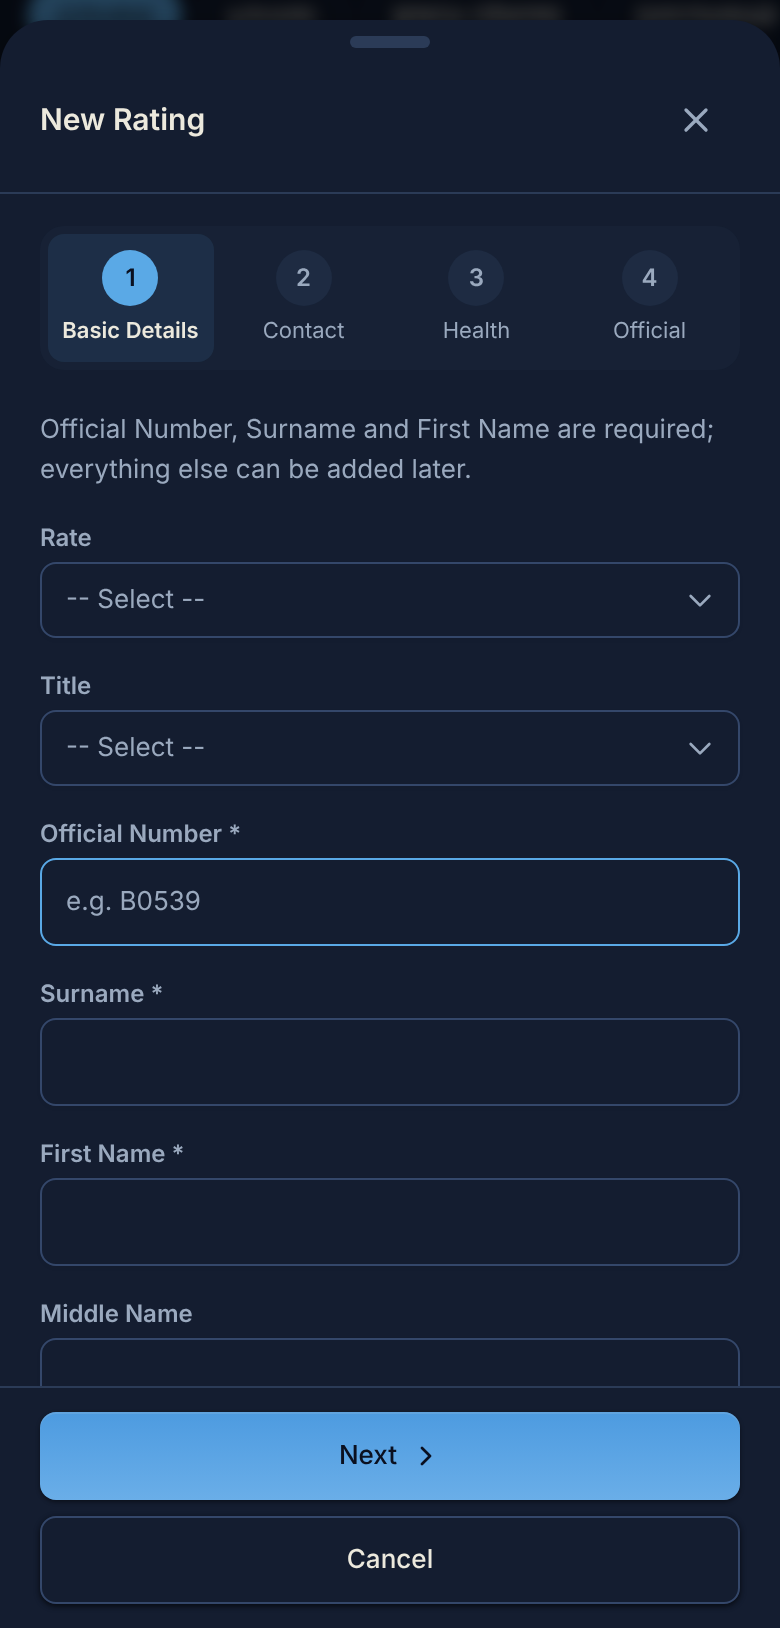 New Rating
1
Basic Details
2
Contact
3
Health
4
Official
Official Number, Surname and First Name are required;
everything else can be added later.
Rate
-- Select --
Title
-- Select --
Official Number *
e.g. B0539
Surname *
First Name *
Middle Name
Next
Cancel